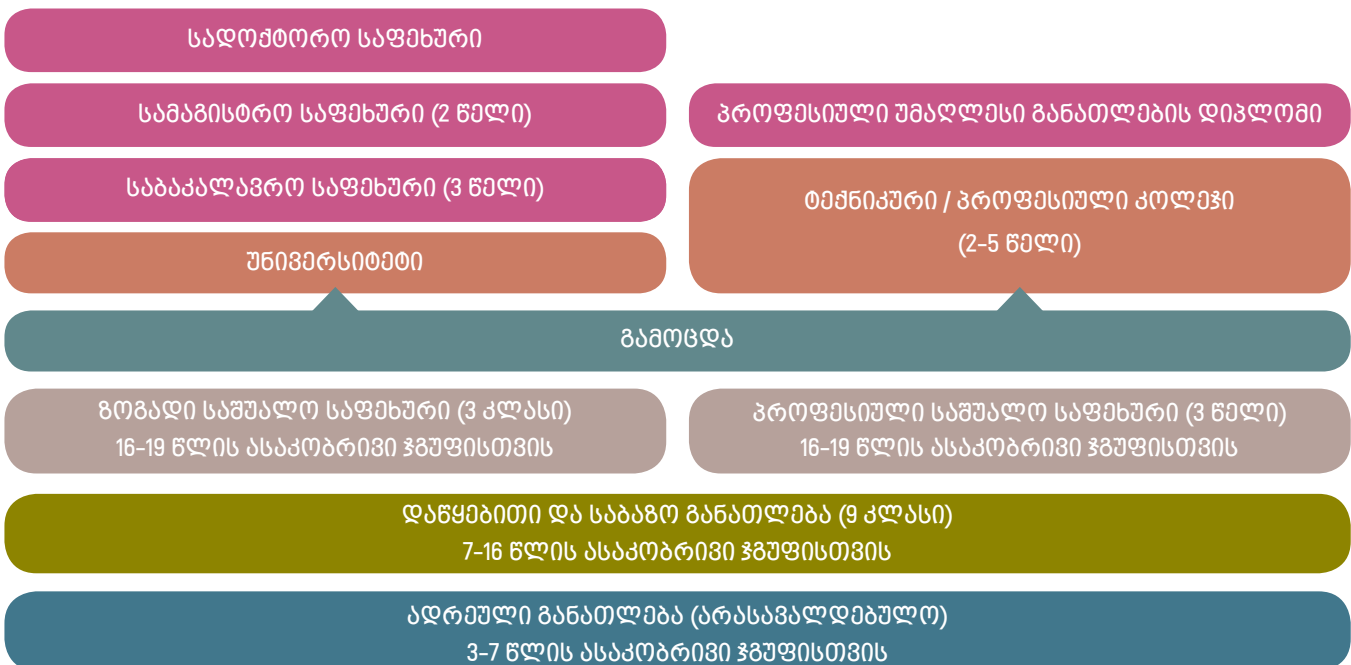 სადოქტორო საფეხური
სამაგისტრო საფეხური (2 წელი)
პროფესიული უმაღლესი განათლების დიპლომი
საბაკალავრო საფეხური (3 წელი)
ტექნიკური / პროფესიული კოლეჯი
(2-5 წელი)
უნივერსიტეტი
გამოცდა
ზოგადი საშუალო საფეხური (3 კლასი)
16-19 წლის ასაკობრივი ჯგუფისთვის
პროფესიული საშუალო საფეხური (3 წელი)
16-19 წლის ასაკობრივი ჯგუფისთვის
დაწყებითი და საბაზო განათლება (9 კლასი)
7-16 წლის ასაკობრივი ჯგუფისთვის
ადრეული განათლება (არასავალდებულო)
3-7 წლის ასაკობრივი ჯგუფისთვის